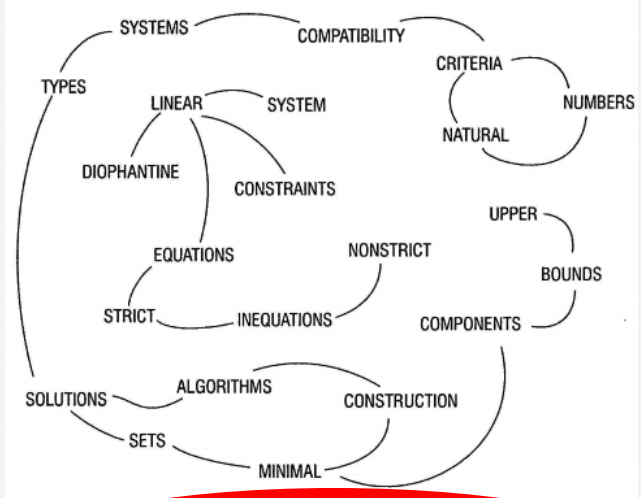 SYSTEMS
COMPATIBILITY
CRITERIA
TYPES
LINEAR
SYSTEM
NUMBERS
NATURAL
DIOPHANTINE
CONSTRAINTS
UPPER
EQUATIONS
NONSTRICT
BOUNDS
STRICT
INEQUATIONS
COMPONENTS
SOLUTIONS
ALGORITHMS
CONSTRUCTION
SETS
MINIMAL